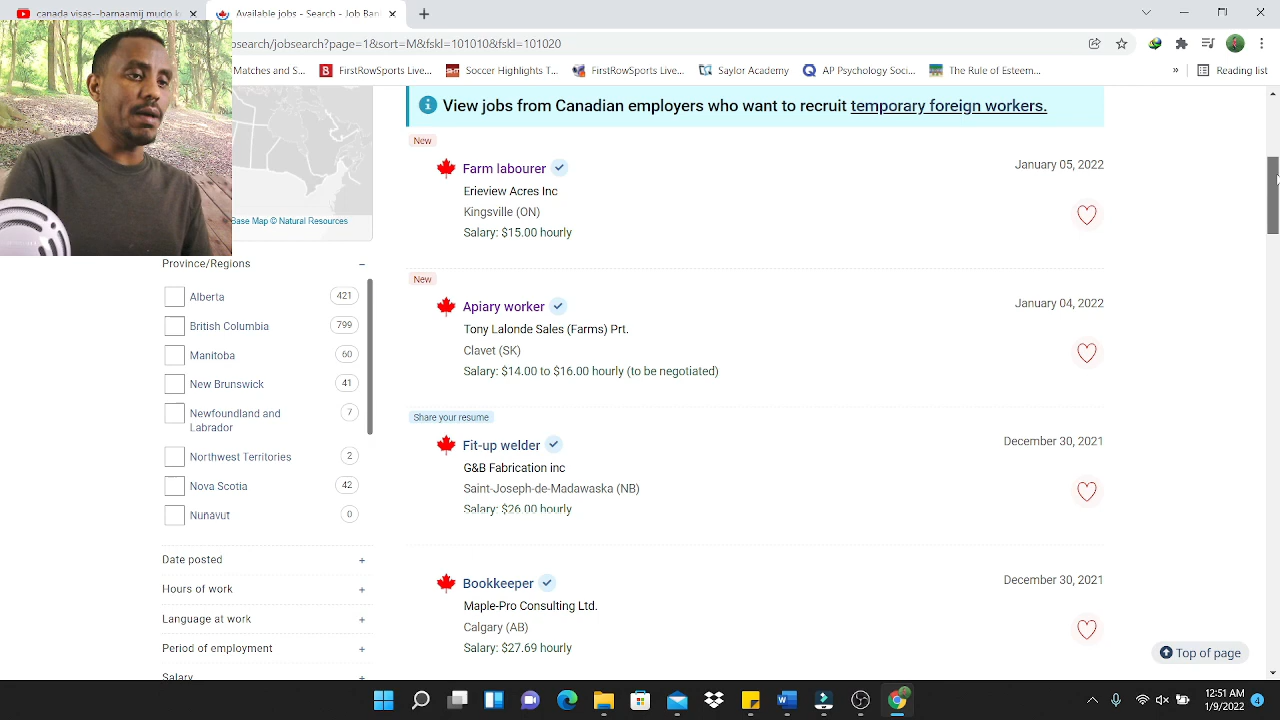 canada-visas--barnamijna.com
search/jobsearch?page=1&sort=M&fskl=101010&fskl=101020
Matches and S...
FirstRowSports Live...
Soccer Highlights T...
FirstRowSports Live...
Saylor Academy
AP Psychology Soci...
The Rule of Esteem...
»
Reading list
View jobs from Canadian employers who want to recruit temporary foreign workers.
New
Farm labourer
January 05, 2022
Erieview Acres Inc
Kingsville (ON)
Salary: $15.00 hourly
New
Apiary worker
January 04, 2022
Tony Lalonde Sales (Farms) Prt.
Clavet (SK)
Salary: $14.00 to $16.00 hourly (to be negotiated)
Share your resume
Fit-up welder
December 30, 2021
G&B Fabrication inc
Saint-Joseph-de-Madawaska (NB)
Salary: $26.00 hourly
Bookkeeper
December 30, 2021
Maple-Pro Consulting Ltd.
Calgary (AB)
Salary: $27.69 hourly
Top of page
Base Map © Natural Resources
Province/Regions
Alberta 421
British Columbia 799
Manitoba 60
New Brunswick 41
Newfoundland and
Labrador 7
Northwest Territories 2
Nova Scotia 42
Nunavut 0
Date posted +
Hours of work +
Language at work +
Period of employment +
Salary +
12:51 AM
1/9/2022
4